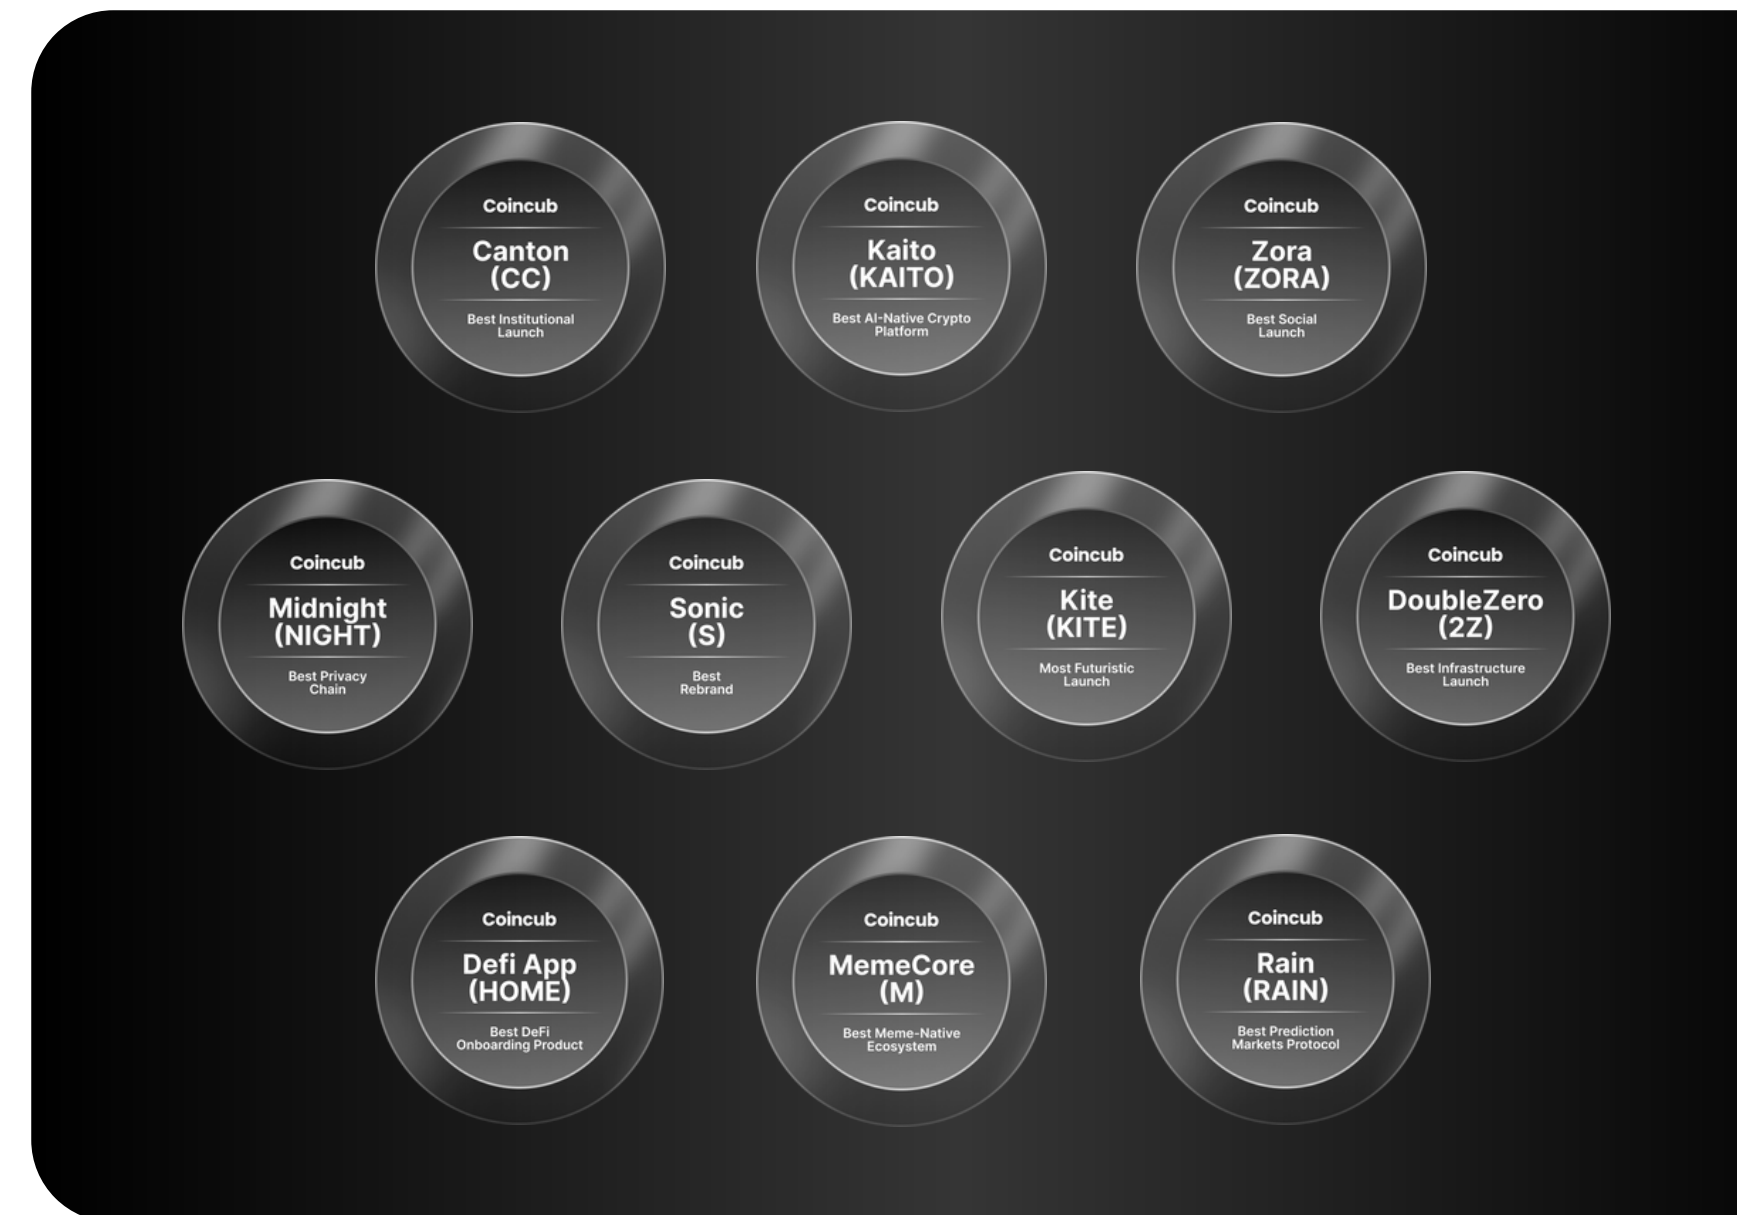 Coincub
Canton
(CC)
Best Institutional
Launch
Coincub
Kaito
(KAITO)
Best AI-Native Crypto
Platform
Coincub
Zora
(ZORA)
Best Social
Launch
Coincub
Midnight
(NIGHT)
Best Privacy
Chain
Coincub
Sonic
(S)
Best
Rebrand
Coincub
Kite
(KITE)
Most Futuristic
Launch
Coincub
DoubleZero
(2Z)
Best Infrastructure
Launch
Coincub
Defi App
(HOME)
Best DeFi
Onboarding Product
Coincub
MemeCore
(M)
Best Meme-Native
Ecosystem
Coincub
Rain
(RAIN)
Best Prediction
Markets Protocol